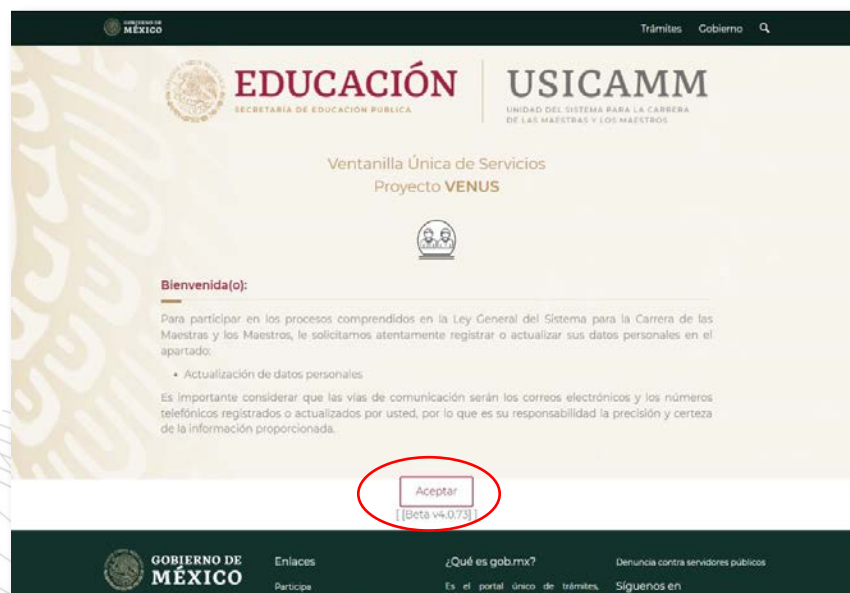 GOBIERNO DE
MÉXICO
Trámites Gobierno
EDUCACIÓN
SECRETARÍA DE EDUCACIÓN PÚBLICA
USICAMM
UNIDAD DEL SISTEMA PARA LA CARRERA
DE LAS MAESTRAS Y LOS MAESTROS
Ventanilla Única de Servicios
Proyecto VENUS
Bienvenida(o):
Para participar en los procesos comprendidos en la Ley General del Sistema para la Carrera de las
Maestras y los Maestros, le solicitamos atentamente registrar o actualizar sus datos personales en el
apartado:
• Actualización de datos personales
Es importante considerar que las vías de comunicación serán los correos electrónicos y los números
telefónicos registrados o actualizados por usted, por lo que es su responsabilidad la precisión y certeza
de la información proporcionada.
Aceptar
[ [Beta v4.0.73] ]
GOBIERNO DE
MÉXICO
Enlaces
Participa
¿Qué es gob.mx?
Es el portal único de trámites,
Denuncia contra servidores públicos
Síguenos en